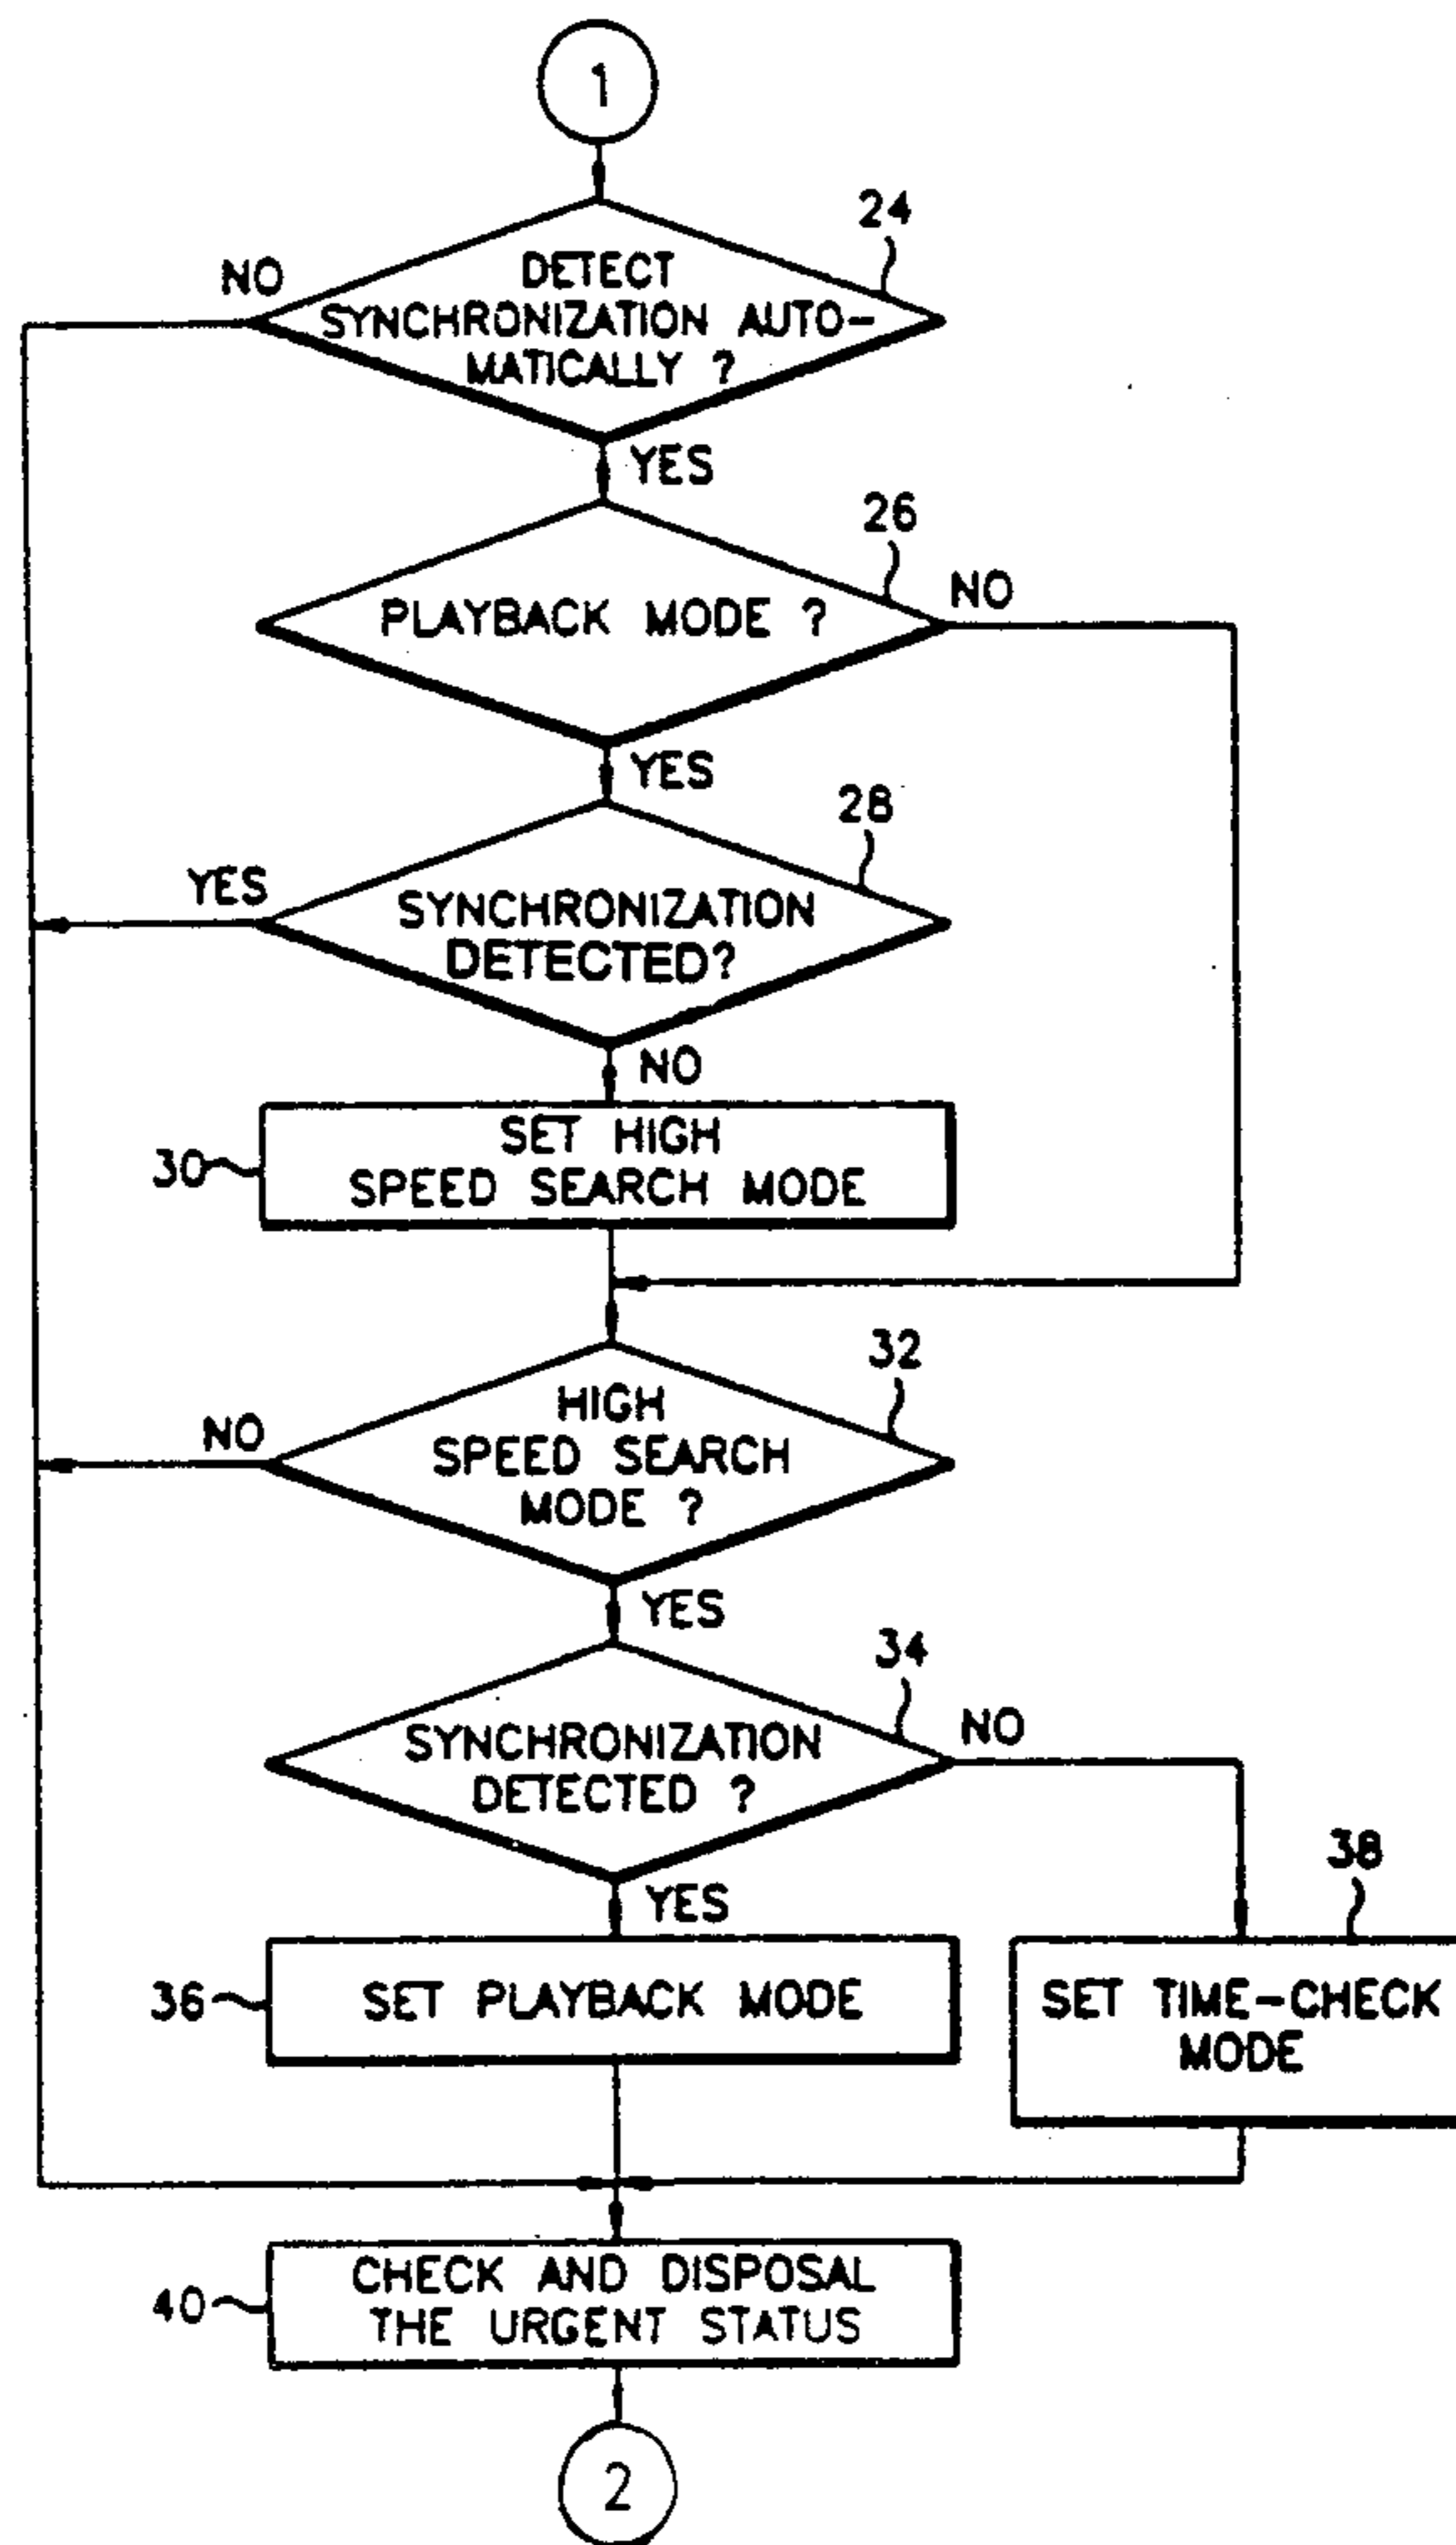 1
24
NO
DETECT
SYNCHRONIZATION AUTO-
MATICALLY ?
YES
26
PLAYBACK MODE ?
NO
YES
28
YES
SYNCHRONIZATION
DETECTED?
NO
30
SET HIGH
SPEED SEARCH MODE
32
NO
HIGH
SPEED SEARCH
MODE ?
YES
34
SYNCHRONIZATION
DETECTED ?
NO
YES
38
36
SET PLAYBACK MODE
SET TIME-CHECK
MODE
40
CHECK AND DISPOSAL
THE URGENT STATUS
2